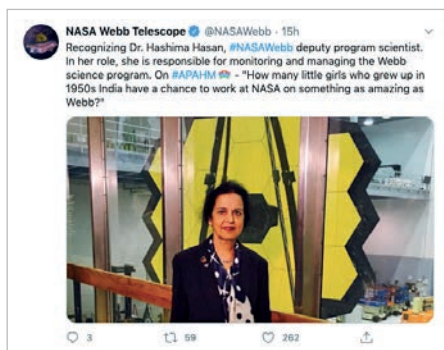 NASA Webb Telescope @NASAWebb · 15h
Recognizing Dr. Hashima Hasan, #NASAWebb deputy program scientist.
In her role, she is responsible for monitoring and managing the Webb
science program. On #APAHM - "How many little girls who grew up in
1950s India have a chance to work at NASA on something as amazing as
Webb?"
3 59 262